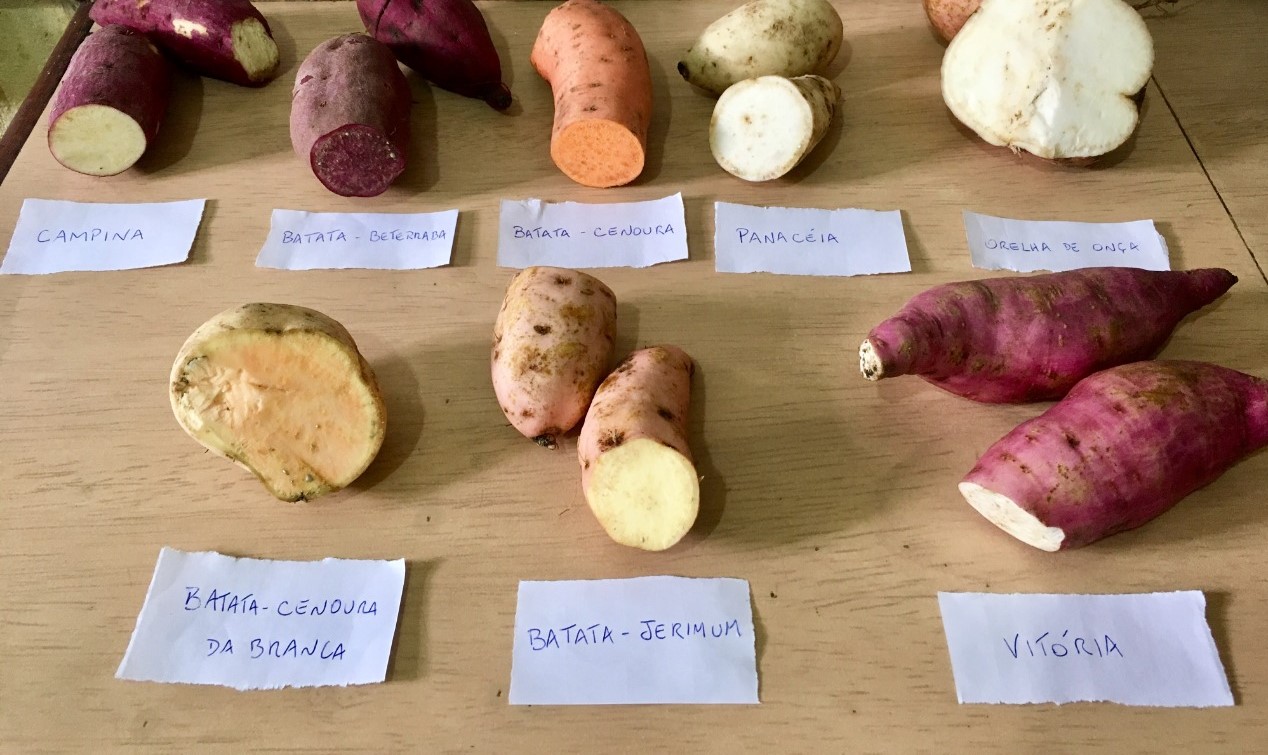 CAMPINA
BATATA - BETERRABA
BATATA - CENOURA
PANACÉIA
ORELHA DE ONÇA
BATATA - CENOURA
DA BRANCA
BATATA - JERIMUM
VITÓRIA